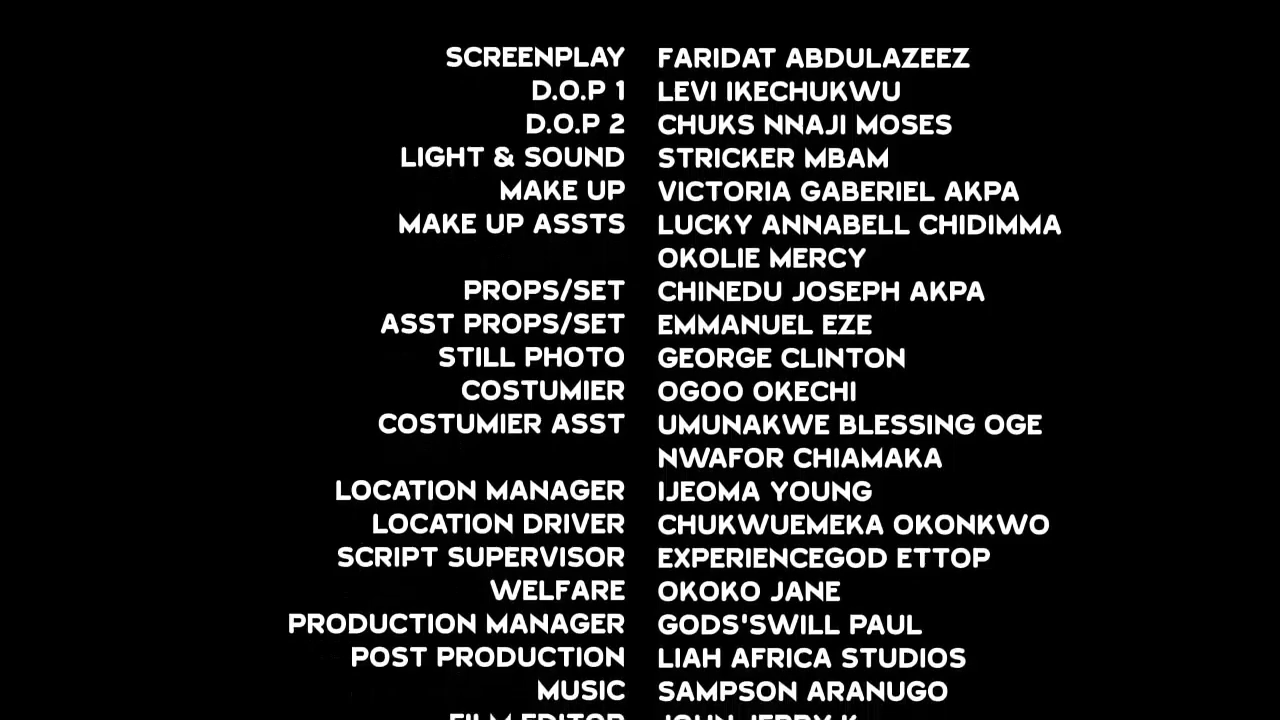 SCREENPLAY FARIDAT ABDULAZEEZ
D.O.P 1 LEVI IKECHUKWU
D.O.P 2 CHUKS NNAJI MOSES
LIGHT & SOUND STRICKER MBAM
MAKE UP VICTORIA GABERIEL AKPA
MAKE UP ASSTS LUCKY ANNABELL CHIDIMMA
OKOLIE MERCY
PROPS/SET CHINEDU JOSEPH AKPA
ASST PROPS/SET EMMANUEL EZE
STILL PHOTO GEORGE CLINTON
COSTUMIER OGOO OKECHI
COSTUMIER ASST UMUNAKWE BLESSING OGE
NWAFOR CHIAMAKA
LOCATION MANAGER IJEOMA YOUNG
LOCATION DRIVER CHUKWUEMEKA OKONKWO
SCRIPT SUPERVISOR EXPERIENCEGOD ETTOP
WELFARE OKOKO JANE
PRODUCTION MANAGER GODS'SWILL PAUL
POST PRODUCTION LIAH AFRICA STUDIOS
MUSIC SAMPSON ARANUGO
FILM EDITOR JOHN JERRY K